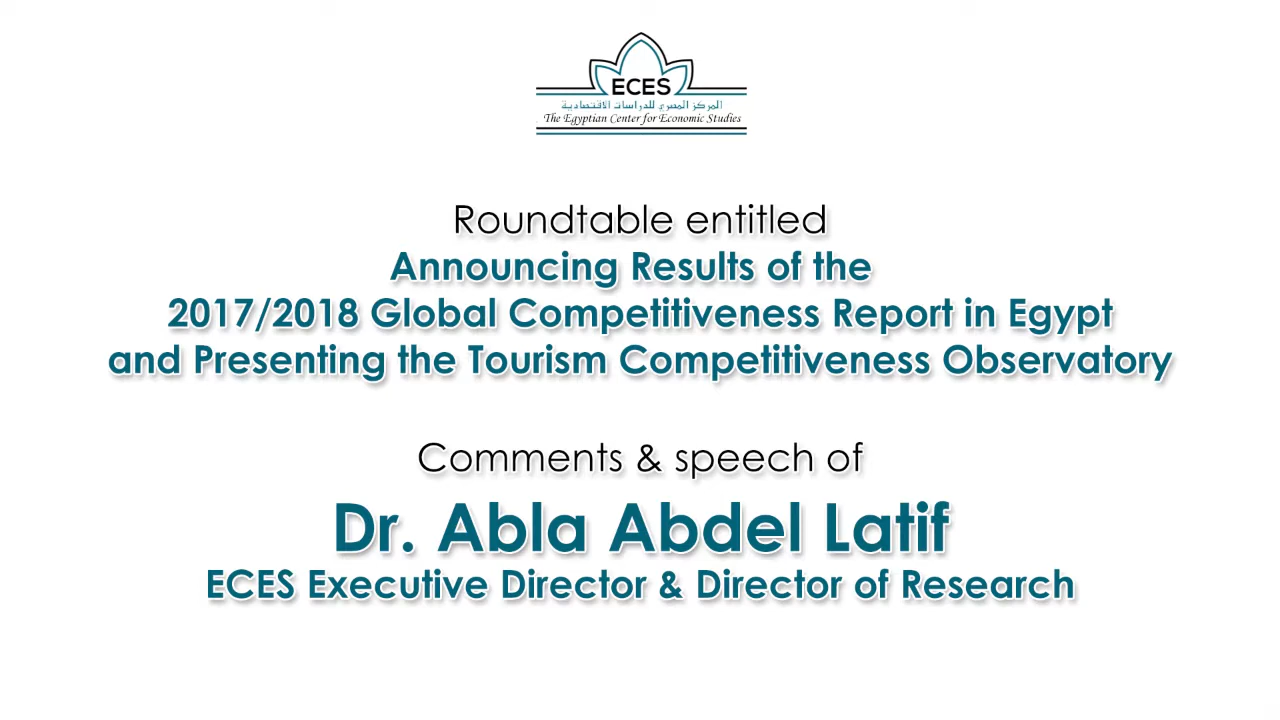 ECES
المركز المصري للدراسات الاقتصادية
The Egyptian Center for Economic Studies
Roundtable entitled
Announcing Results of the
2017/2018 Global Competitiveness Report in Egypt
and Presenting the Tourism Competitiveness Observatory
Comments & speech of
Dr. Abla Abdel Latif
ECES Executive Director & Director of Research